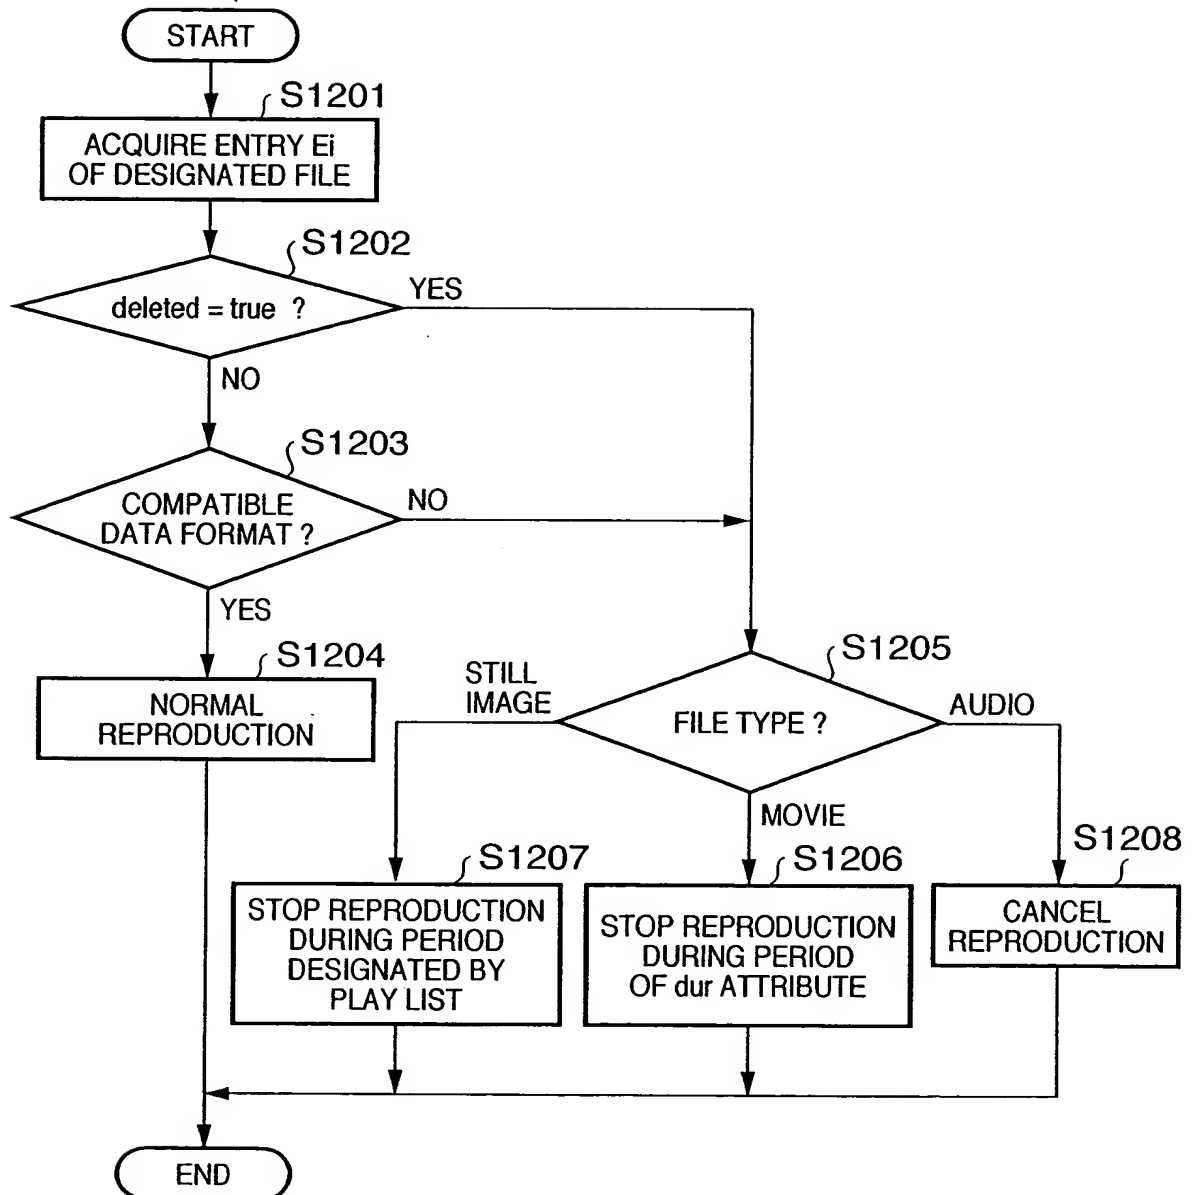 START
S1201
ACQUIRE ENTRY Ei
OF DESIGNATED FILE
S1202
deleted = true ?
YES
NO
S1203
COMPATIBLE
DATA FORMAT ?
NO
YES
S1204
NORMAL
REPRODUCTION
S1205
FILE TYPE ?
STILL
IMAGE
AUDIO
MOVIE
S1207
STOP REPRODUCTION
DURING PERIOD
DESIGNATED BY
PLAY LIST
S1206
STOP REPRODUCTION
DURING PERIOD
OF dur ATTRIBUTE
S1208
CANCEL
REPRODUCTION
END